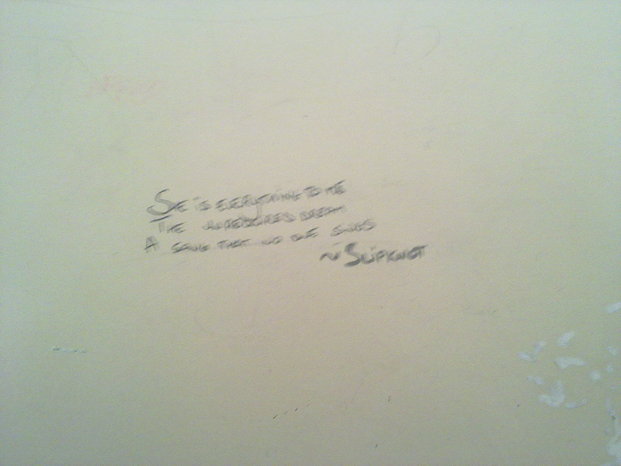 SHE IS EVERYTHING TO ME
THE UNREQUITED DREAM
A SONG THAT NO ONE SINGS
~ SLIPKNOT